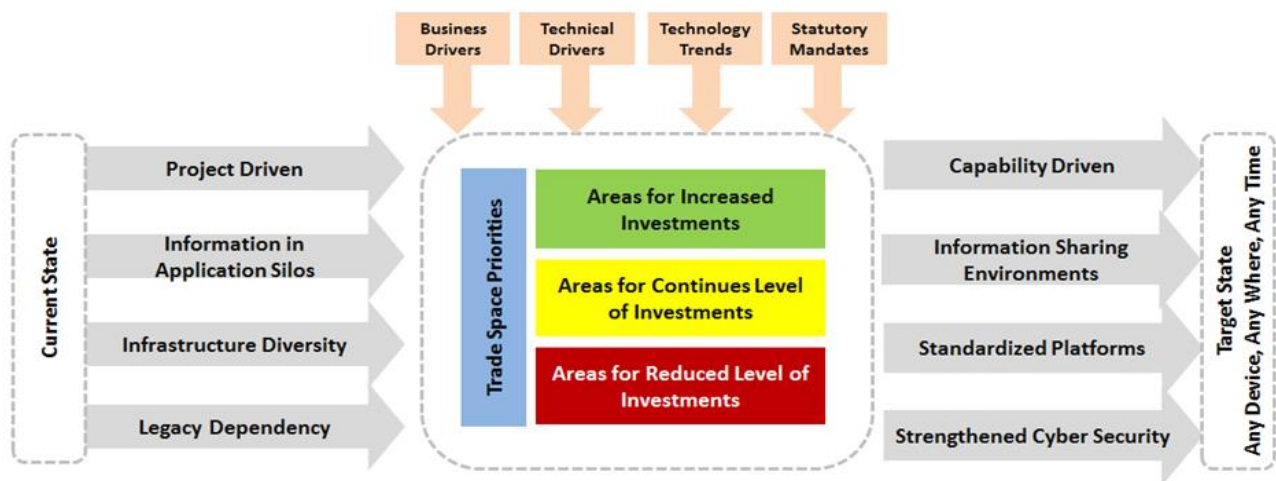 Business
Drivers
Technical
Drivers
Technology
Trends
Statutory
Mandates
Current State
Project Driven
Information in
Application Silos
Infrastructure Diversity
Legacy Dependency
Trade Space Priorities
Areas for Increased
Investments
Areas for Continues Level
of Investments
Areas for Reduced Level of
Investments
Capability Driven
Information Sharing
Environments
Standardized Platforms
Strengthened Cyber Security
Target State
Any Device, Any Where, Any Time